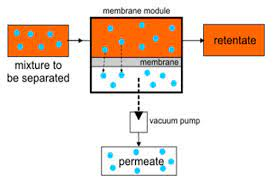 membrane module
mixture to
be separated
membrane
retentate
vacuum pump
permeate